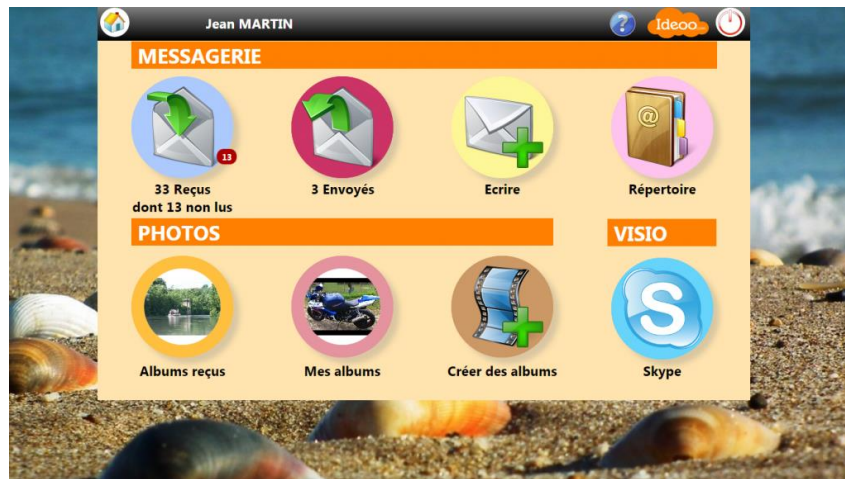 Jean MARTIN
? Ideoo
MESSAGERIE
13
@
33 Reçus
dont 13 non lus
3 Envoyés
Ecrire
Répertoire
PHOTOS
VISIO
S
Albums reçus
Mes albums
Créer des albums
Skype